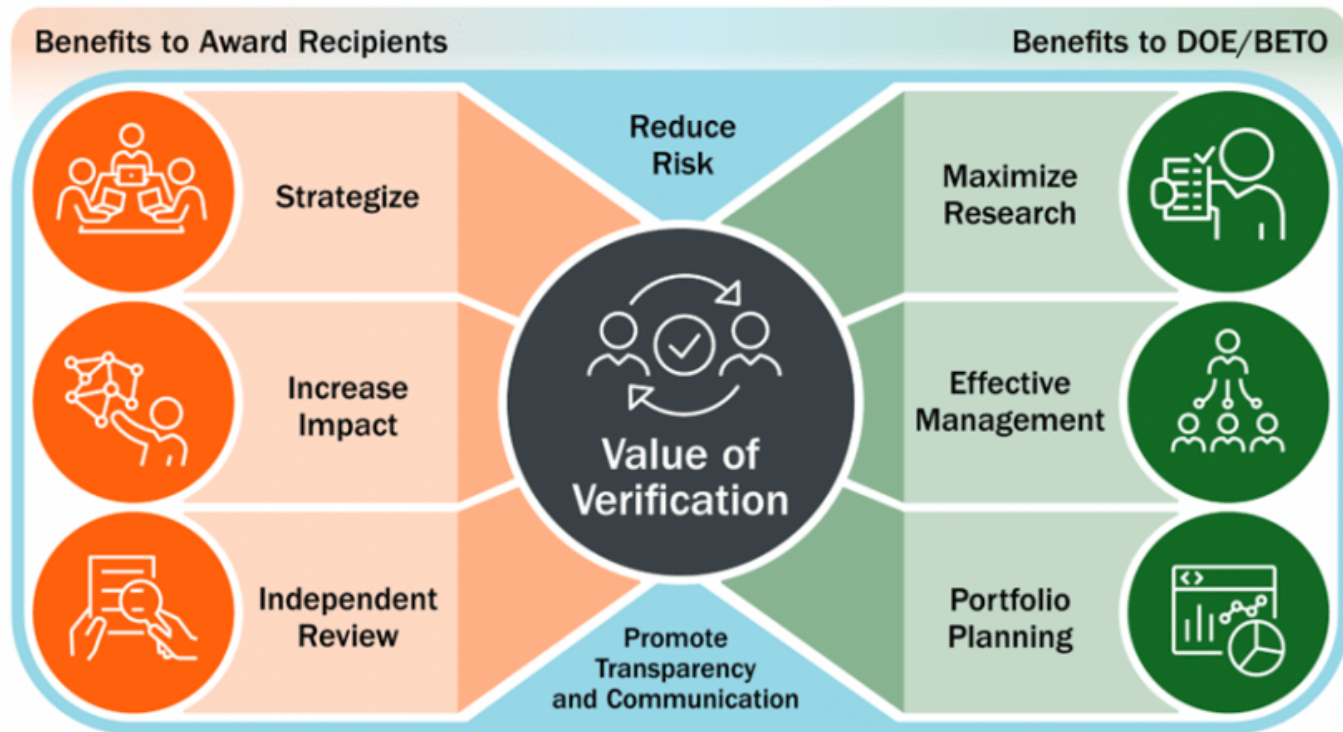 Benefits to Award Recipients
Benefits to DOE/BETO
Reduce
Risk
Strategize
Increase
Impact
Independent
Review
Value of
Verification
Maximize
Research
Effective
Management
Portfolio
Planning
Promote
Transparency
and Communication